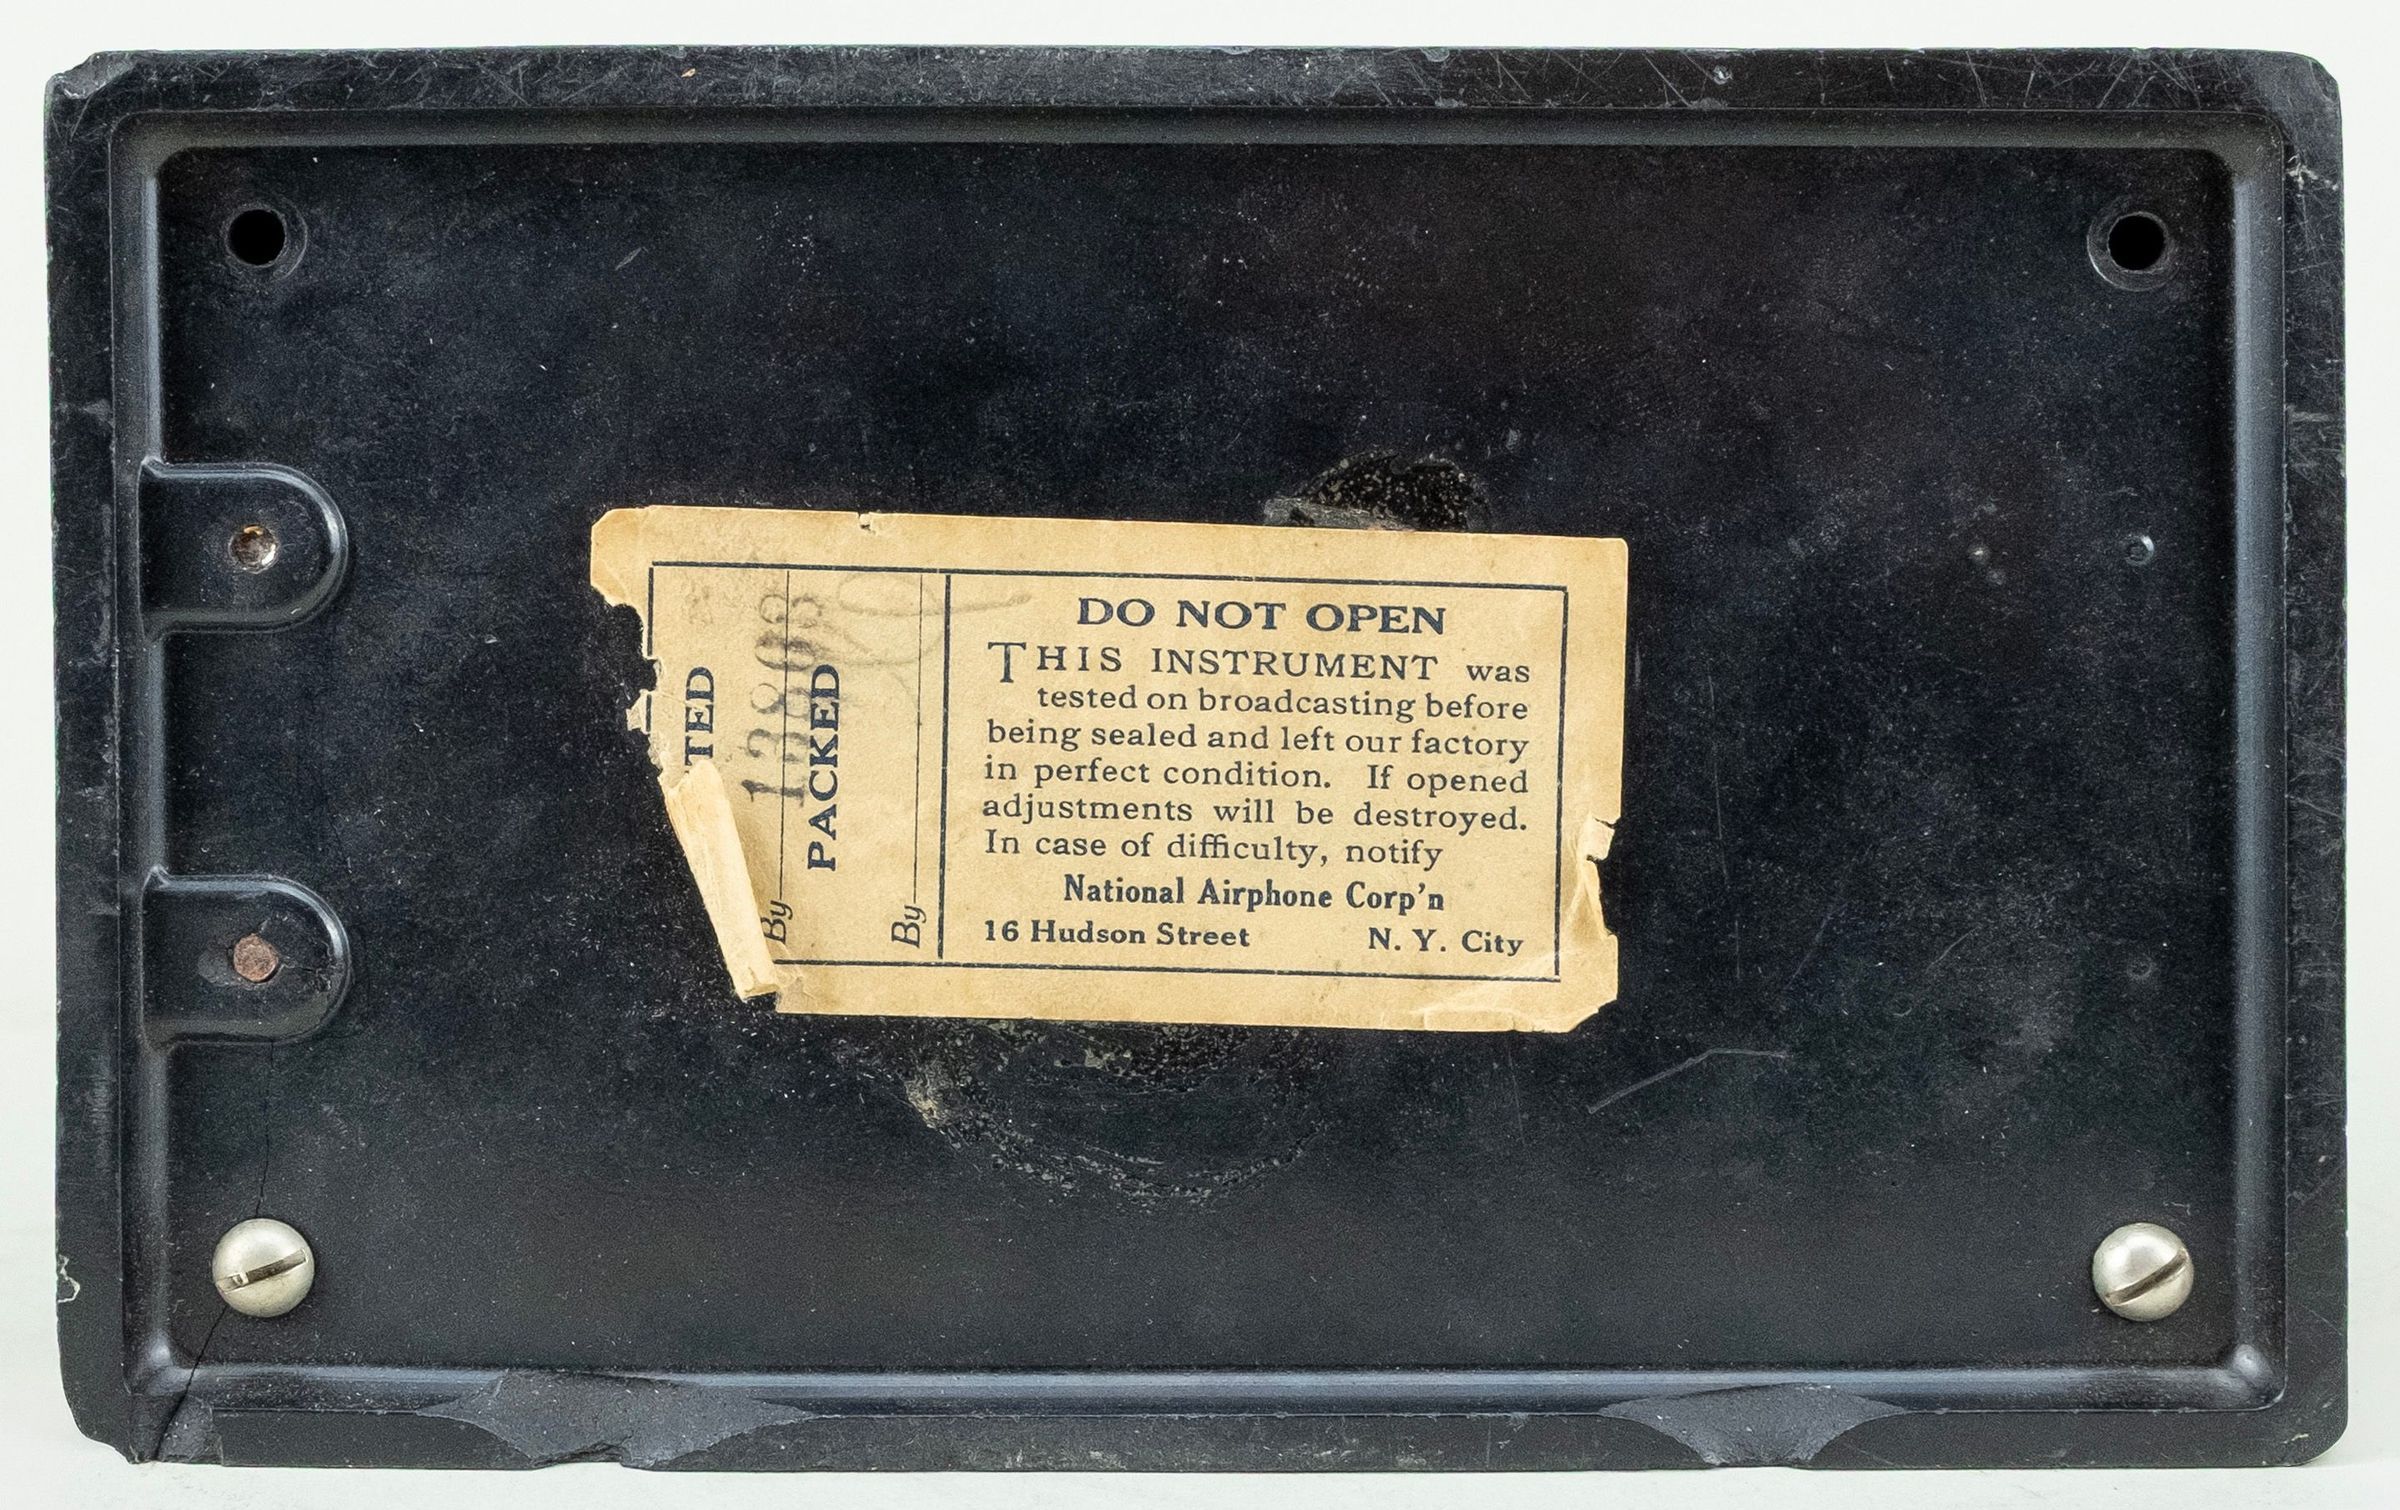 TED
13803
By
PACKED
By
DO NOT OPEN
THIS INSTRUMENT was
tested on broadcasting before
being sealed and left our factory
in perfect condition. If opened
adjustments will be destroyed.
In case of difficulty, notify
National Airphone Corp'n
16 Hudson Street N. Y. City